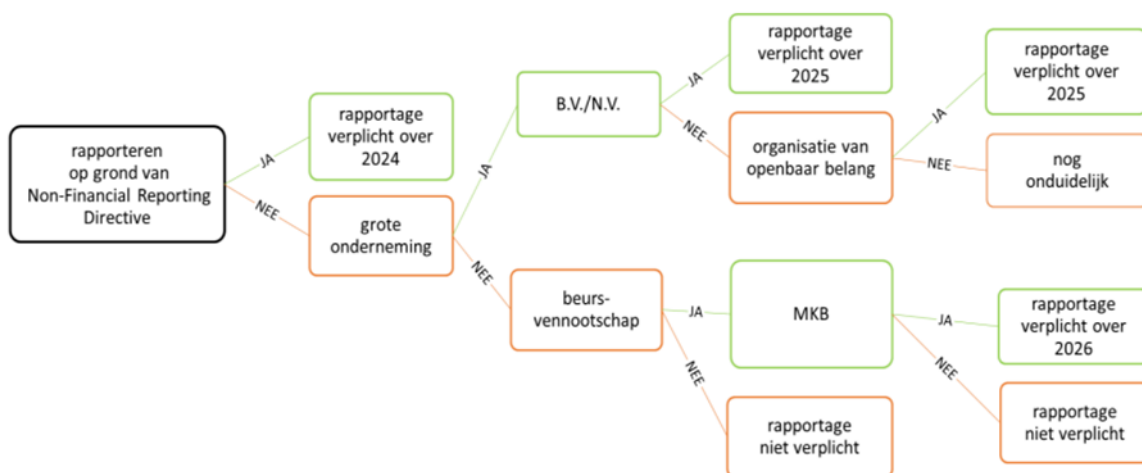 rapporteren
op grond van
Non-Financial Reporting
Directive
JA
NEE
rapportage
verplicht over
2024
grote
onderneming
JA
NEE
B.V./N.V.
JA
NEE
rapportage
verplicht over
2025
organisatie van
openbaar belang
JA
NEE
rapportage
verplicht over
2025
nog
onduidelijk
beurs-
vennootschap
JA
NEE
MKB
JA
NEE
rapportage
verplicht over
2026
rapportage
niet verplicht
rapportage
niet verplicht